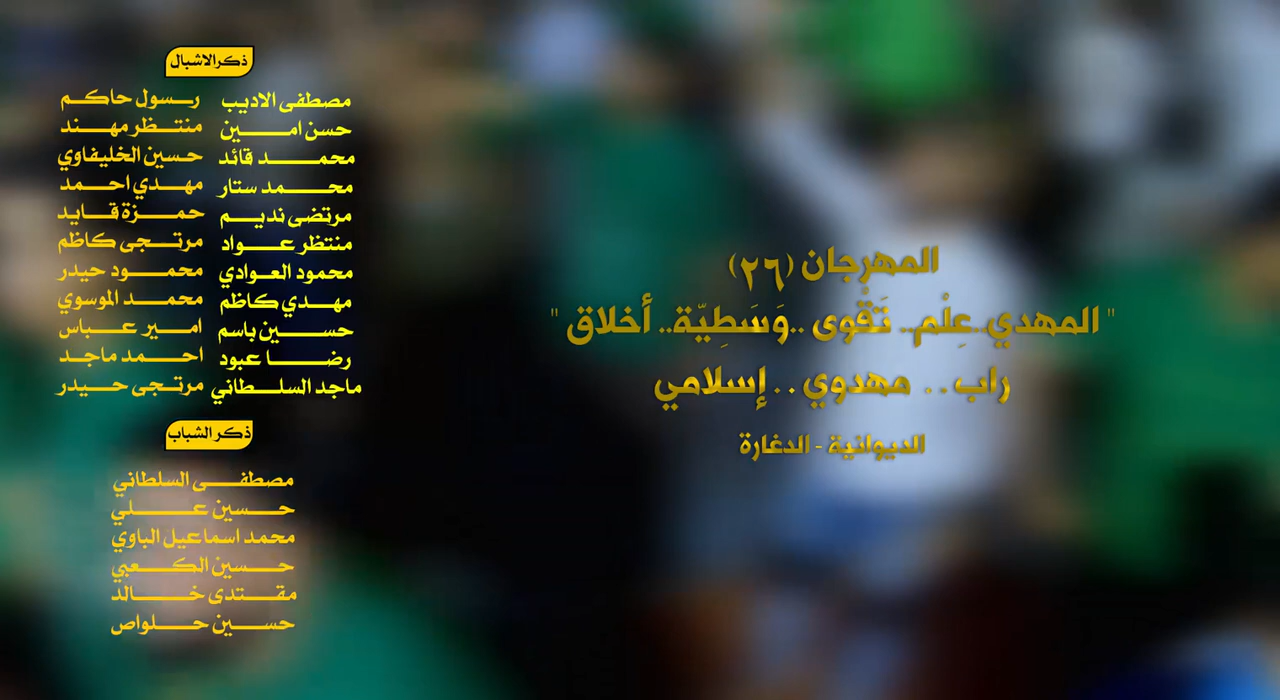 ذكر الاشبال
مصطفى الاديب
حسن امين
محمد قائد
محمد ستار
مرتضى نديم
منتظر عواد
محمود العوادي
مهدي كاظم
حسين باسم
رضا عبود
ماجد السلطاني
رسول حاكم
منتظر مهند
حسين الخليفاوي
مهدي احمد
حمزة قايد
مرتجى كاظم
محمود حيدر
محمد الموسوي
امير عباس
احمد ماجد
مرتجى حيدر
ذكر الشباب
مصطفى السلطاني
حسين علي
محمد اسماعيل الباوي
حسين الكعبي
مقتدى خالد
حسين حلواص
المهرجان (٢٦)
" المهدي..عِلْم.. تَقْوى ..وَسَطِيّة.. أخلاق "
راب.. مهدوي.. إسلامي
الديوانية - الدغارة